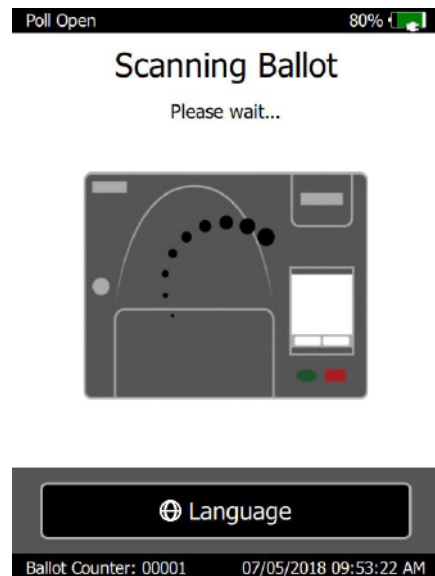 Poll Open 80%
Scanning Ballot
Please wait...
Language
Ballot Counter: 00001 07/05/2018 09:53:22 AM